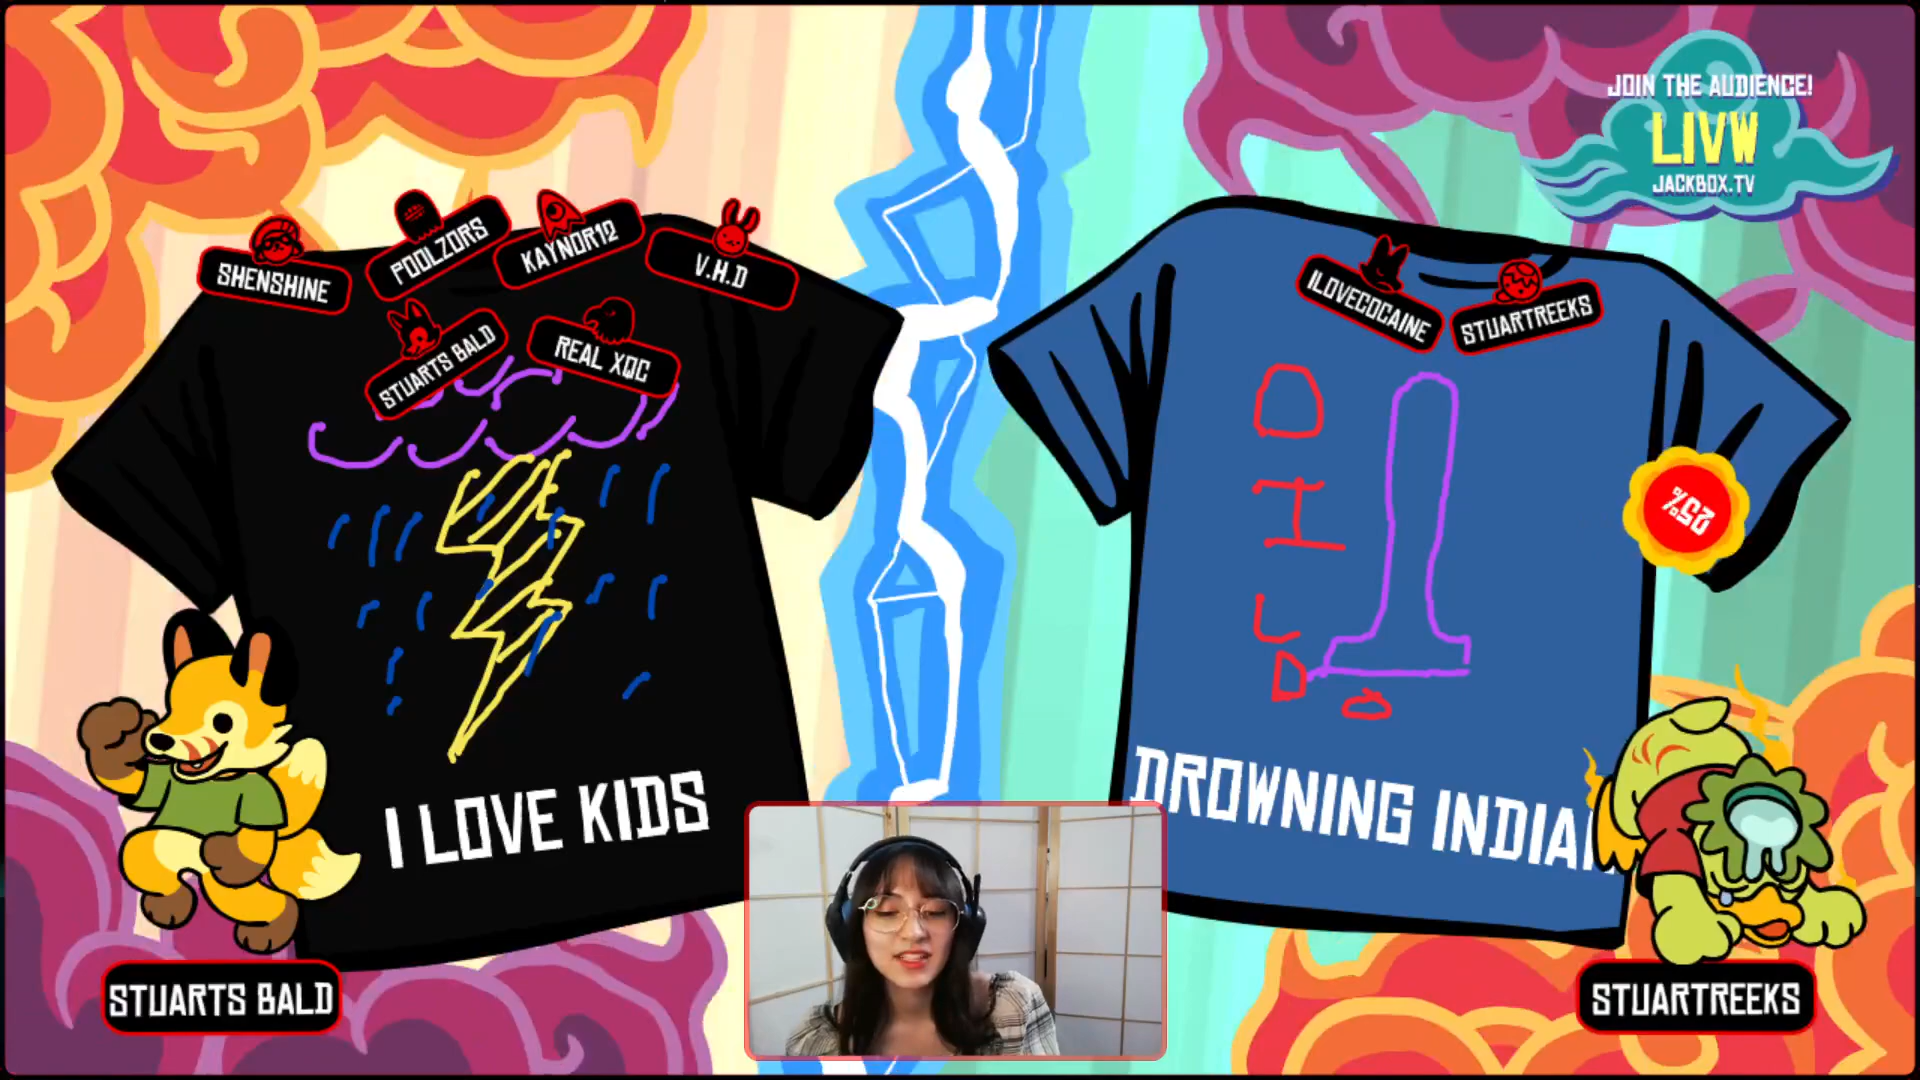 JOIN THE AUDIENCE!
LIVW
JACKBOX.TV
SHENSHINE
POOLZORS
KAYNOR12
V.H.D
STUARTS BALD
REAL XQC
ILOVECOCAINE
STUARTREEKS
D
I
L
D
O
25%
I LOVE KIDS
DROWNING INDIAN
STUARTS BALD
STUARTREEKS